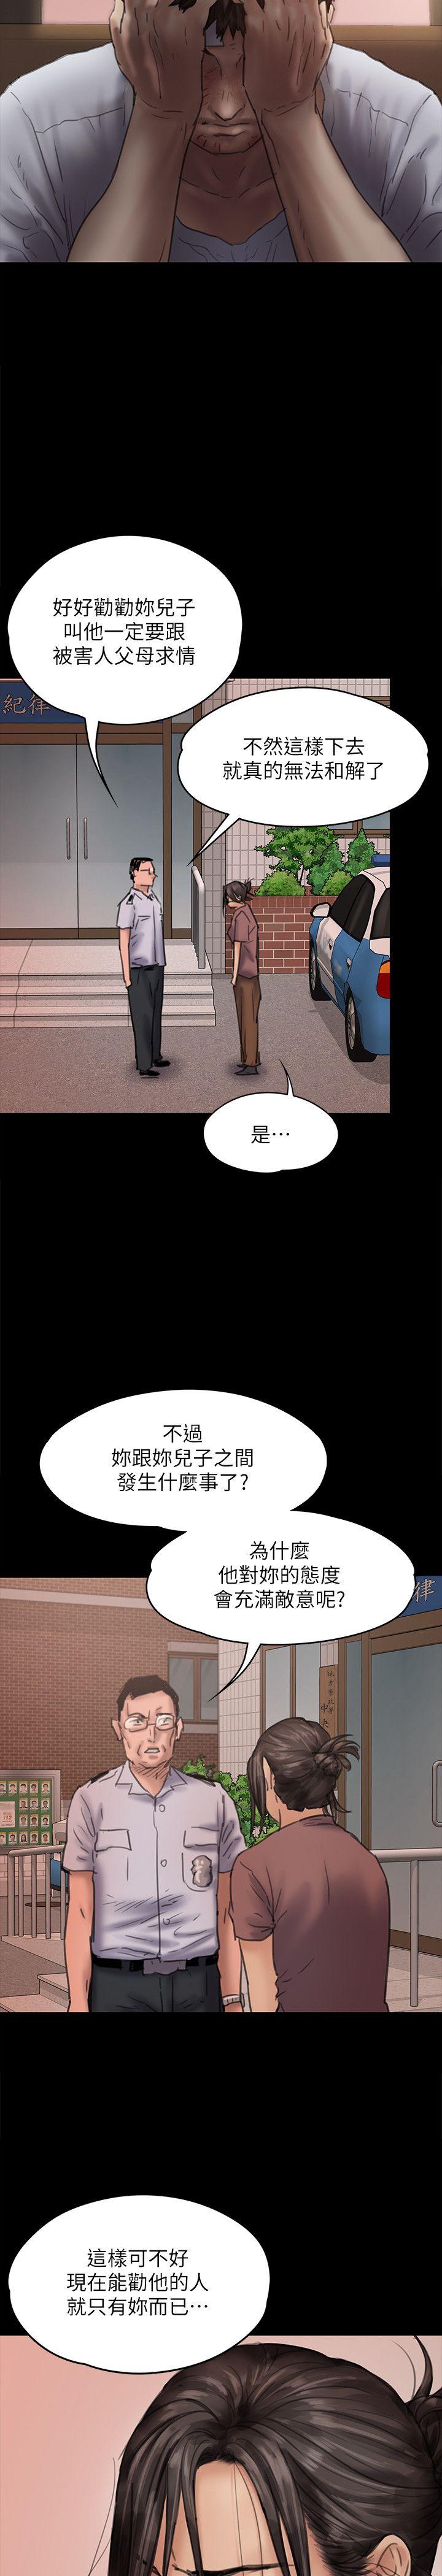 好好勸勸妳兒子
叫他一定要跟
被害人父母求情
紀律
不然這樣下去
就真的無法和解了
是…
不過
妳跟妳兒子之間
發生什麼事了?
為什麼
他對妳的態度
會充滿敵意呢?
律
這樣可不好
現在能勸他的人
就只有妳而已…